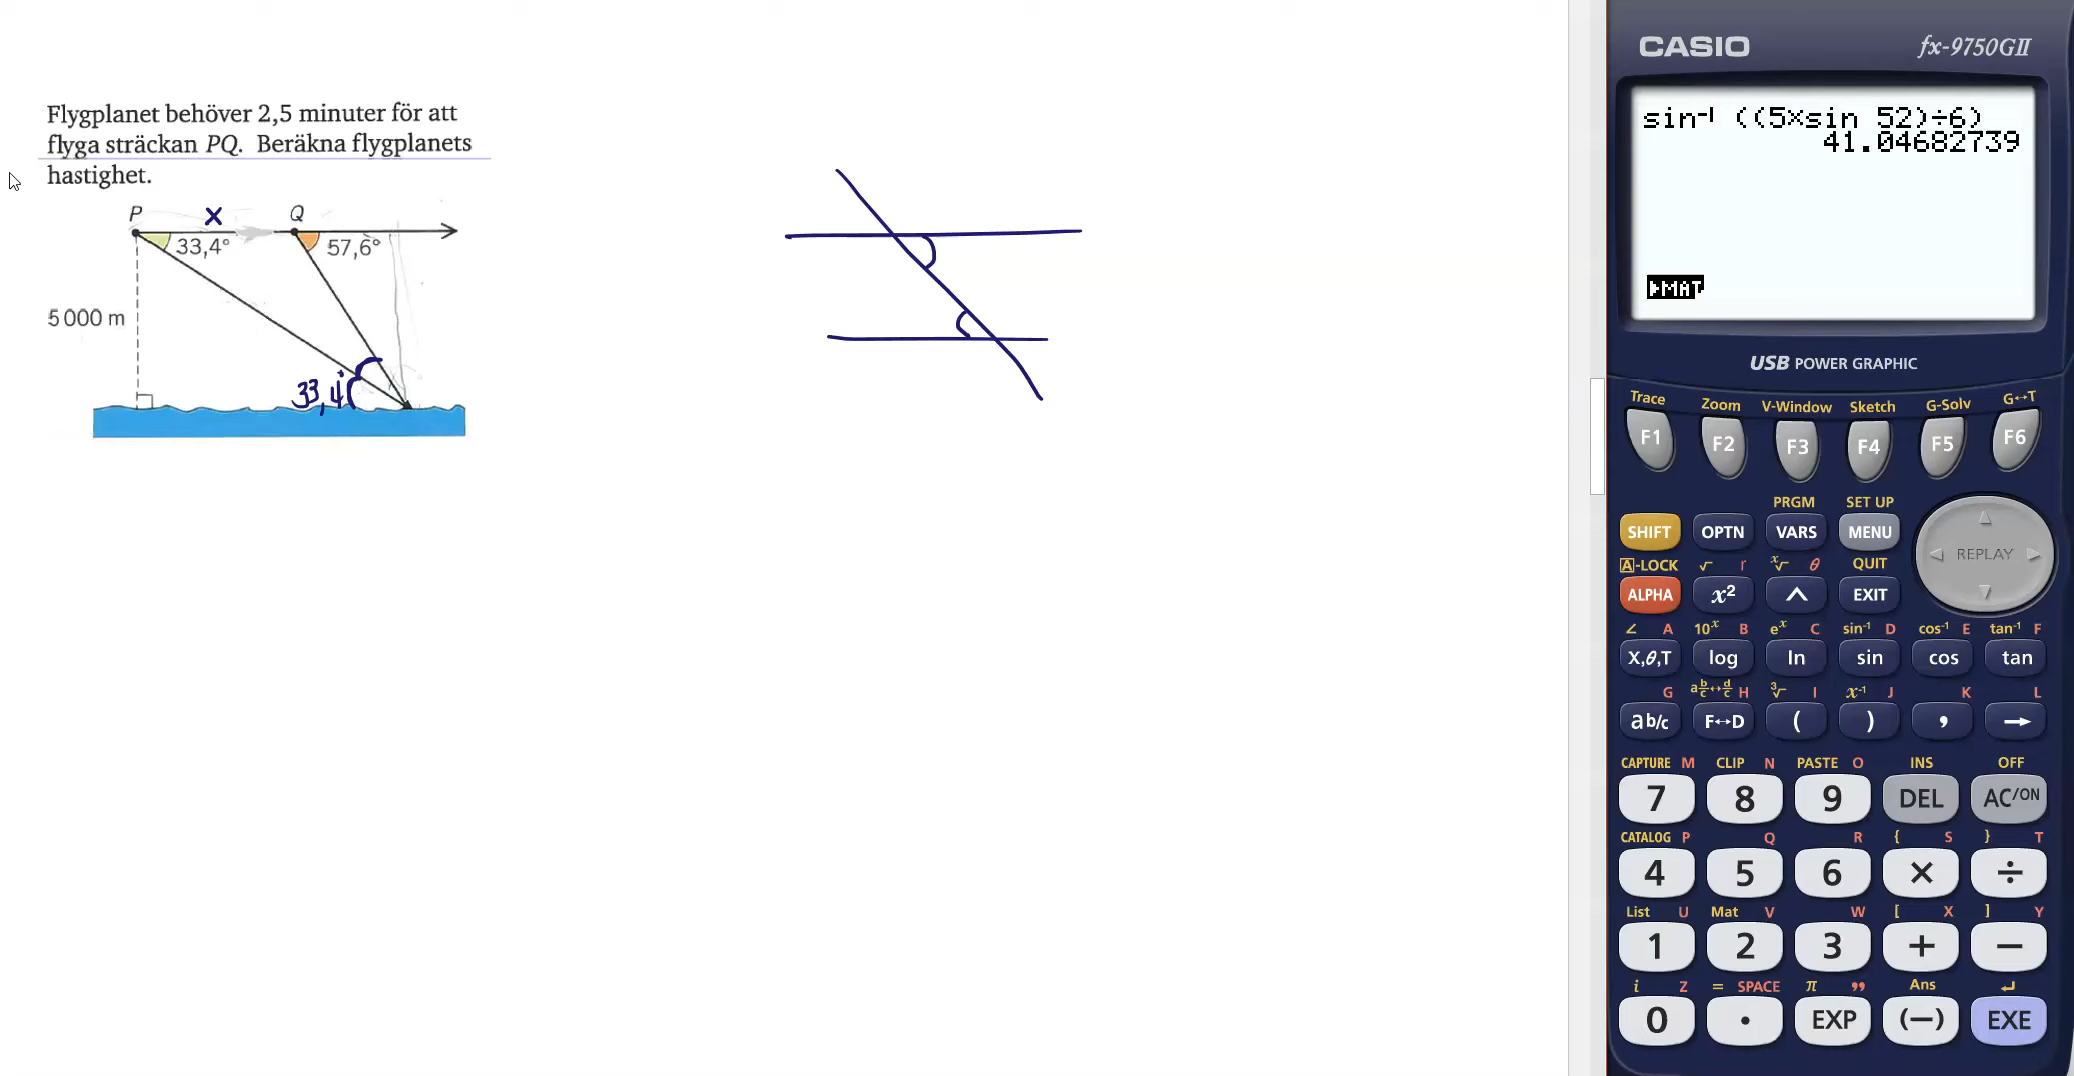 Flygplanet behöver 2,5 minuter för att
flyga sträckan PQ. Beräkna flygplanets
hastighet.
P x Q
33,4° 57,6°
5 000 m
33,4°
CASIO fx-9750GII
sin⁻¹ ((5×sin 52)÷6)
41.04682739
▶MAT
USB POWER GRAPHIC
Trace Zoom V-Window Sketch G-Solv G↔T
F1 F2 F3 F4 F5 F6
PRGM SET UP
SHIFT OPTN VARS MENU
REPLAY
A-LOCK √ r ˣ√ θ QUIT
ALPHA x² ^ EXIT
∠ A 10ˣ B eˣ C sin⁻¹ D cos⁻¹ E tan⁻¹ F
X,θ,T log ln sin cos tan
G a b/c↔d/c H ³√ I x⁻¹ J K L
a b/c F↔D ( ) , →
CAPTURE M CLIP N PASTE O INS OFF
7 8 9 DEL AC/ON
CATALOG P Q R { S } T
4 5 6 × ÷
List U Mat V W [ X ] Y
1 2 3 + −
i Z = SPACE π ” Ans ↵
0 • EXP (−) EXE